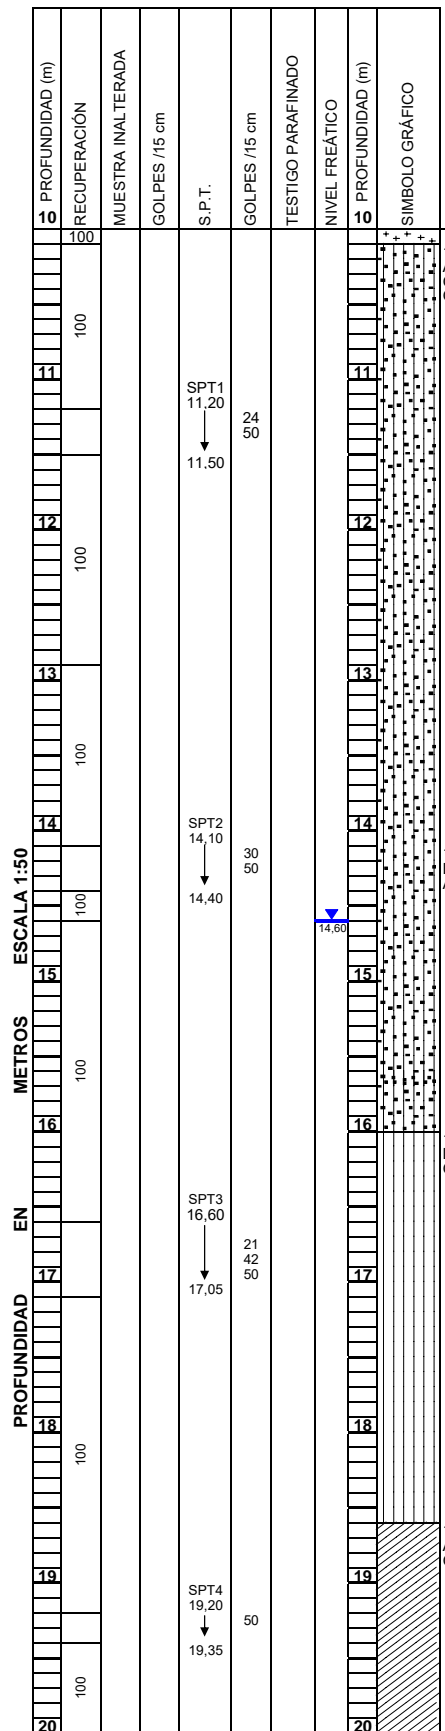 PROFUNDIDAD EN METROS ESCALA 1:50
PROFUNDIDAD (m)
RECUPERACIÓN
MUESTRA INALTERADA
GOLPES /15 cm
S.P.T.
GOLPES /15 cm
TESTIGO PARAFINADO
NIVEL FREÁTICO
PROFUNDIDAD (m)
SIMBOLO GRÁFICO
10 10
100
100
11 11
SPT1
11,20
24
50
11,50
12 12
100
13 13
100
14 14
SPT2
14,10
30
50
14,40
100
14,60
15 15
100
16 16
SPT3
16,60
21
42
17 50 17
17,05
18 18
100
19 19
SPT4
19,20
50
19,35
100
20 20